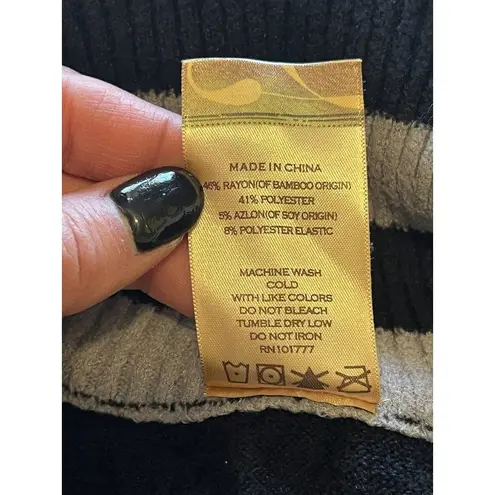 MADE IN CHINA
46% RAYON(OF BAMBOO ORIGIN)
41% POLYESTER
5% AZLON(OF SOY ORIGIN)
8% POLYESTER ELASTIC
MACHINE WASH
COLD
WITH LIKE COLORS
DO NOT BLEACH
TUMBLE DRY LOW
DO NOT IRON
RN101777